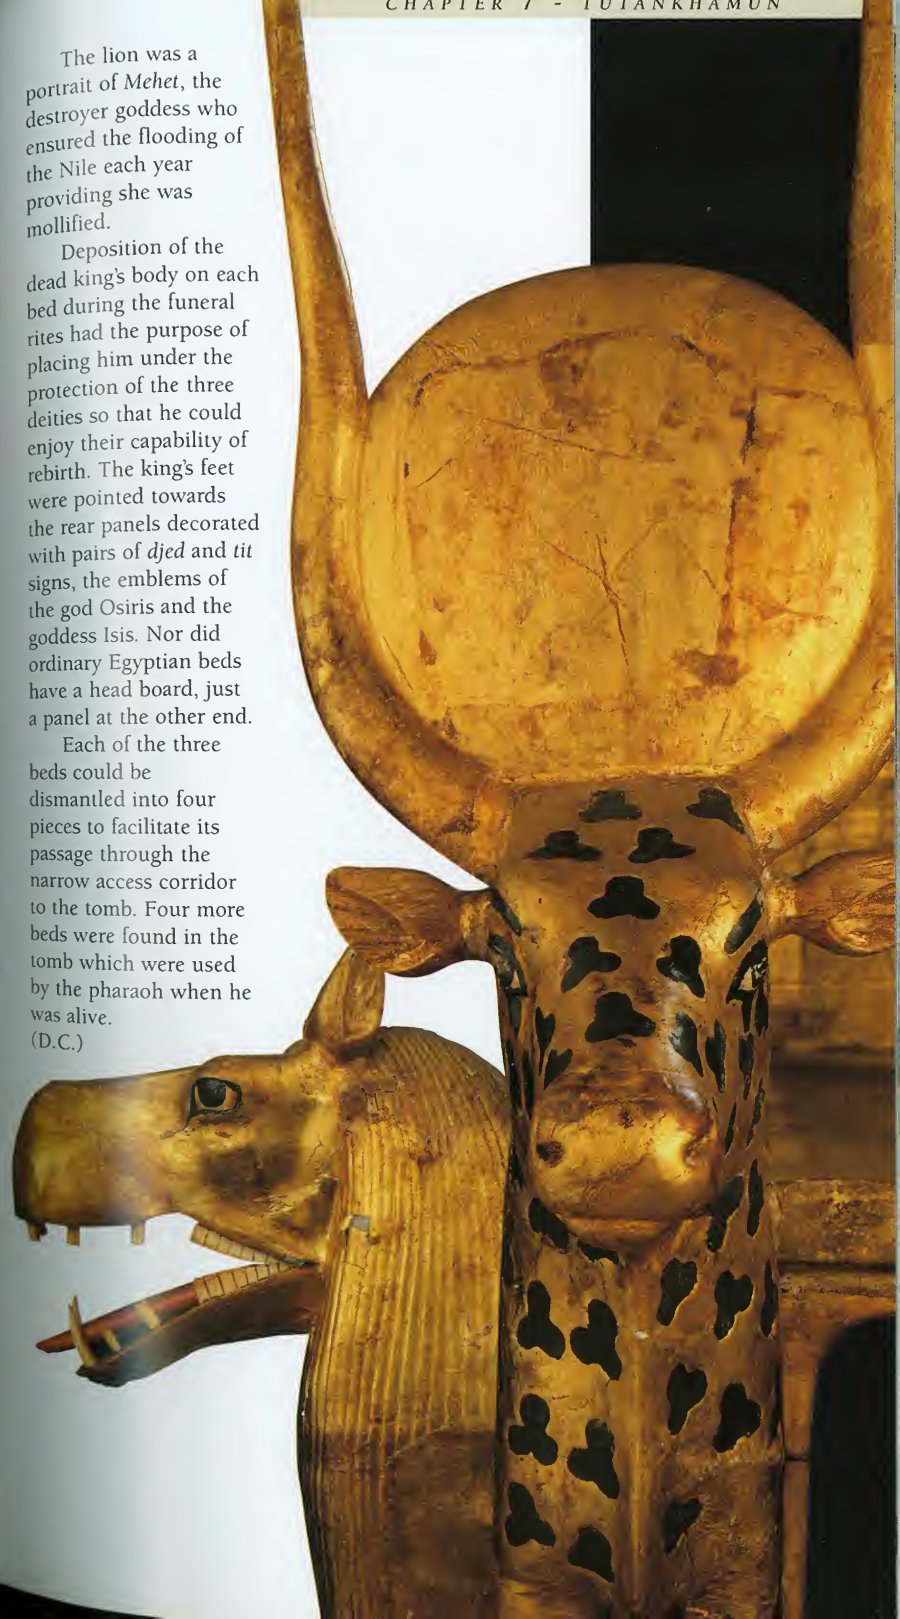 CHAPTER 7 - TUTANKHAMUN
The lion was a
portrait of Mehet, the
destroyer goddess who
ensured the flooding of
the Nile each year
providing she was
mollified.
Deposition of the
dead king's body on each
bed during the funeral
rites had the purpose of
placing him under the
protection of the three
deities so that he could
enjoy their capability of
rebirth. The king's feet
were pointed towards
the rear panels decorated
with pairs of djed and tit
signs, the emblems of
the god Osiris and the
goddess Isis. Nor did
ordinary Egyptian beds
have a head board, just
a panel at the other end.
Each of the three
beds could be
dismantled into four
pieces to facilitate its
passage through the
narrow access corridor
to the tomb. Four more
beds were found in the
tomb which were used
by the pharaoh when he
was alive.
(D.C.)